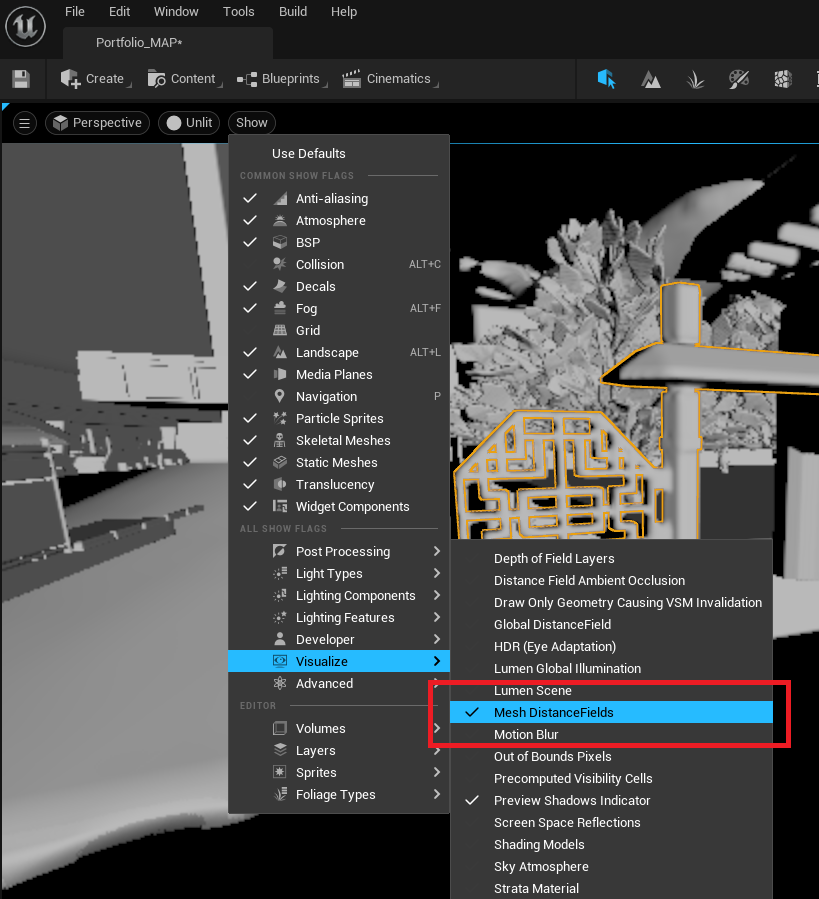 File Edit Window Tools Build Help
Portfolio_MAP*
Create Content Blueprints Cinematics
Perspective Unlit Show
Use Defaults
COMMON SHOW FLAGS
Anti-aliasing
Atmosphere
BSP
Collision ALT+C
Decals
Fog ALT+F
Grid
Landscape ALT+L
Media Planes
Navigation P
Particle Sprites
Skeletal Meshes
Static Meshes
Translucency
Widget Components
ALL SHOW FLAGS
Post Processing
Light Types
Lighting Components
Lighting Features
Developer
Visualize
Advanced
EDITOR
Volumes
Layers
Sprites
Foliage Types
Depth of Field Layers
Distance Field Ambient Occlusion
Draw Only Geometry Causing VSM Invalidation
Global DistanceField
HDR (Eye Adaptation)
Lumen Global Illumination
Lumen Scene
Mesh DistanceFields
Motion Blur
Out of Bounds Pixels
Precomputed Visibility Cells
Preview Shadows Indicator
Screen Space Reflections
Shading Models
Sky Atmosphere
Strata Material